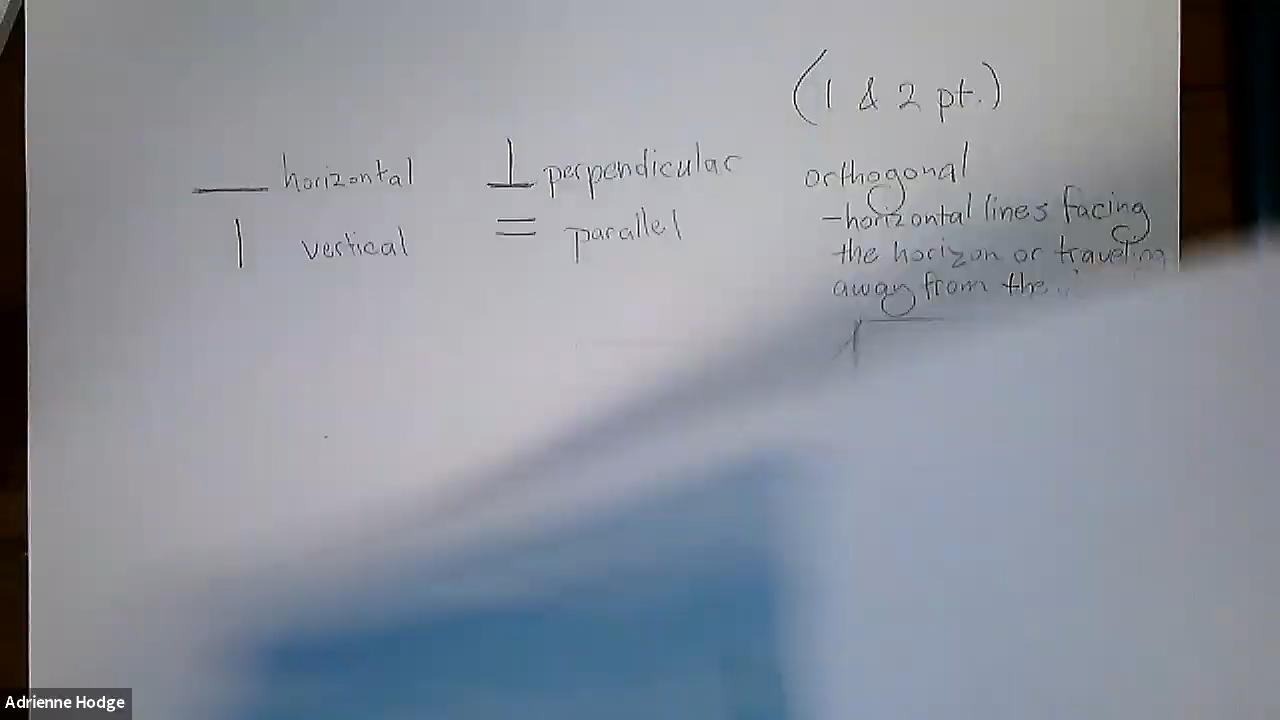 (1 & 2 pt.)
horizontal
perpendicular
orthogonal
vertical
parallel
-horizontal lines facing
the horizon or traveling
away from the
Adrienne Hodge